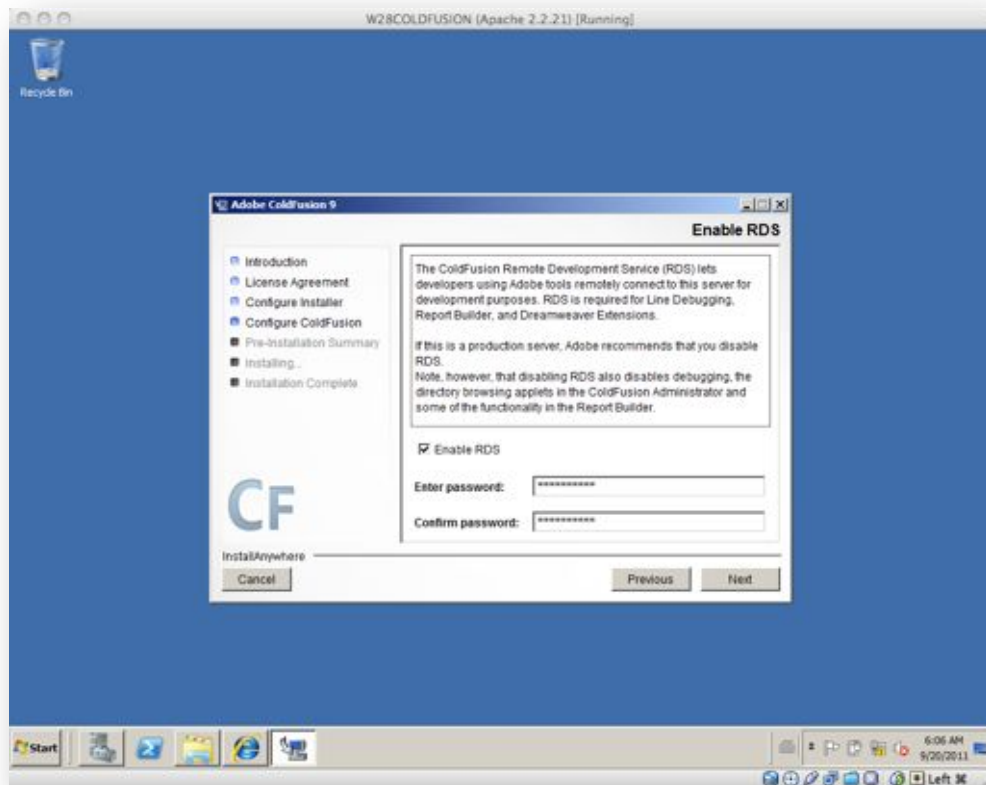 W28COLDFUSION (Apache 2.2.21) [Running]
Recycle Bin
Adobe ColdFusion 9
Enable RDS
Introduction
License Agreement
Configure Installer
Configure ColdFusion
Pre-Installation Summary
Installing...
Installation Complete
The ColdFusion Remote Development Service (RDS) lets
developers using Adobe tools remotely connect to this server for
development purposes. RDS is required for Line Debugging,
Report Builder, and Dreamweaver Extensions.
If this is a production server, Adobe recommends that you disable
RDS.
Note, however, that disabling RDS also disables debugging, the
directory browsing applets in the ColdFusion Administrator and
some of the functionality in the Report Builder.
Enable RDS
Enter password: **********
Confirm password: **********
CF
InstallAnywhere
Cancel
Previous
Next
Start
6:06 AM
9/20/2011
Left ⌘